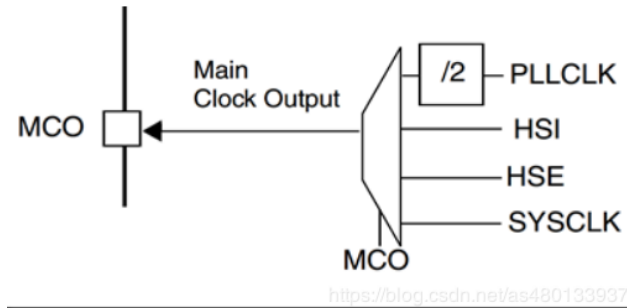 Main
Clock Output
MCO
/2
PLLCLK
HSI
HSE
SYSCLK
MCO
https://blog.csdn.net/as480133937